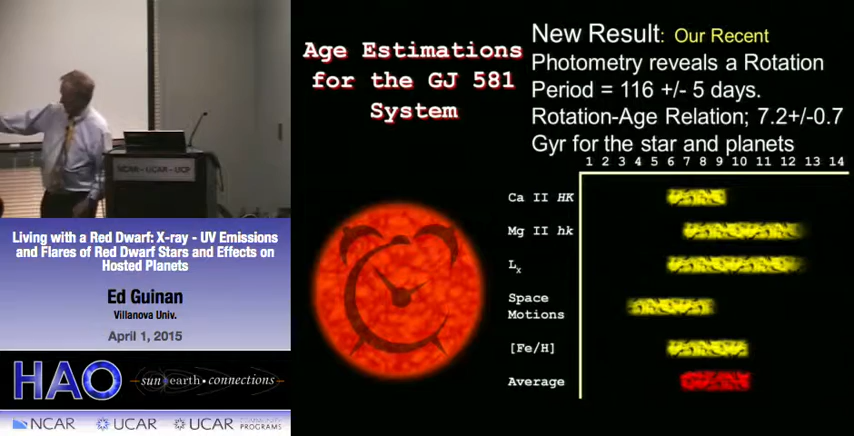 NCAR - UCAR - UCP
Living with a Red Dwarf: X-ray - UV Emissions
and Flares of Red Dwarf Stars and Effects on
Hosted Planets
Ed Guinan
Villanova Univ.
April 1, 2015
HAO
sun earth • connections
NCAR
UCAR
UCAR
PROGRAMS
Age Estimations
for the GJ 581
System
New Result: Our Recent
Photometry reveals a Rotation
Period = 116 +/- 5 days.
Rotation-Age Relation; 7.2+/-0.7
Gyr for the star and planets
1 2 3 4 5 6 7 8 9 10 11 12 13 14
Ca II HK
Mg II hk
Lx
Space
Motions
[Fe/H]
Average